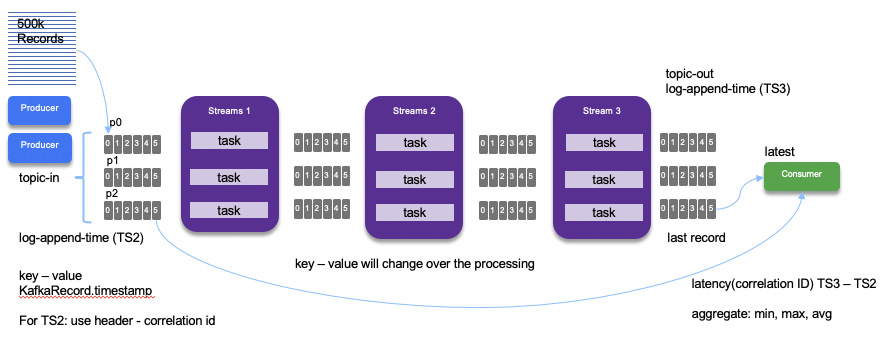 500k
Records
Producer
Producer
topic-in
p0
0 1 2 3 4 5
p1
0 1 2 3 4 5
p2
0 1 2 3 4 5
log-append-time (TS2)
key – value
KafkaRecord.timestamp
For TS2: use header - correlation id
Streams 1
task
task
task
0 1 2 3 4 5
0 1 2 3 4 5
0 1 2 3 4 5
Streams 2
task
task
task
0 1 2 3 4 5
0 1 2 3 4 5
0 1 2 3 4 5
key – value will change over the processing
Stream 3
task
task
task
topic-out
log-append-time (TS3)
0 1 2 3 4 5
0 1 2 3 4 5
0 1 2 3 4 5
last record
latest
Consumer
latency(correlation ID) TS3 – TS2
aggregate: min, max, avg